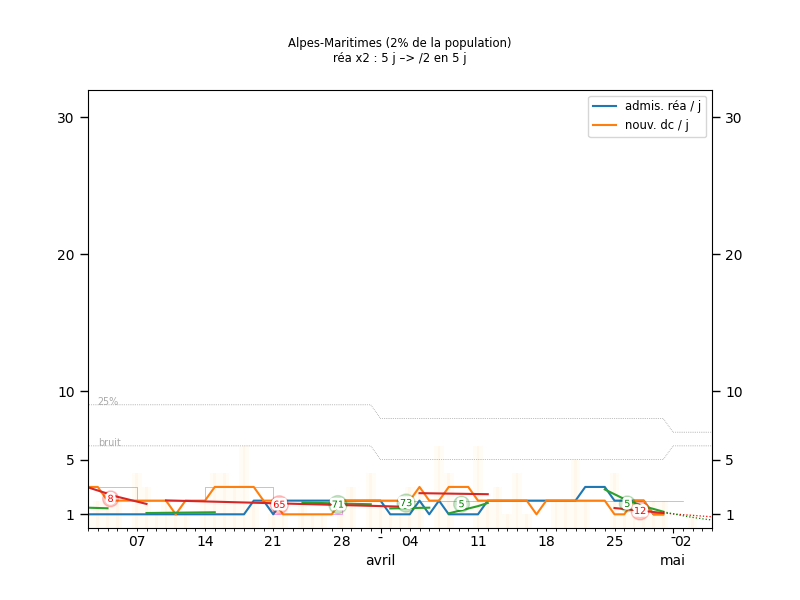 Alpes-Maritimes (2% de la population)
réa x2 : 5 j –> /2 en 5 j
admis. réa / j
nouv. dc / j
30 30
20 20
10 10
25%
bruit
5 5
8 65 71 73 5 5 12
1 1
07 14 21 28 - 04 11 18 25 - 02
avril mai